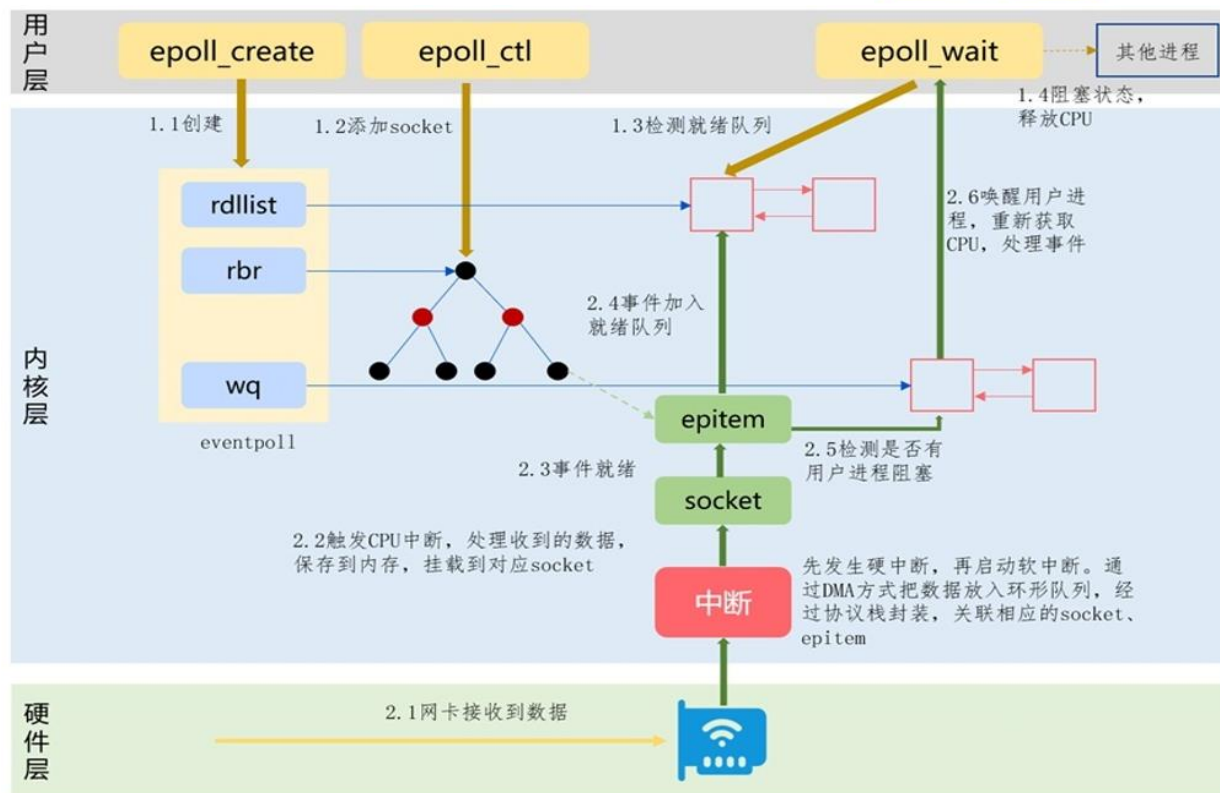 用户层
epoll_create
epoll_ctl
epoll_wait
其他进程
1.1创建
1.2添加socket
1.3检测就绪队列
1.4阻塞状态，
释放CPU
内核层
rdllist
rbr
wq
eventpoll
2.4事件加入
就绪队列
2.6唤醒用户进
程，重新获取
CPU，处理事件
epitem
2.3事件就绪
2.5检测是否有
用户进程阻塞
socket
2.2触发CPU中断，处理收到的数据，
保存到内存，挂载到对应socket
中断
先发生硬中断，再启动软中断。通
过DMA方式把数据放入环形队列，经
过协议栈封装，关联相应的socket、
epitem
硬件层
2.1网卡接收到数据